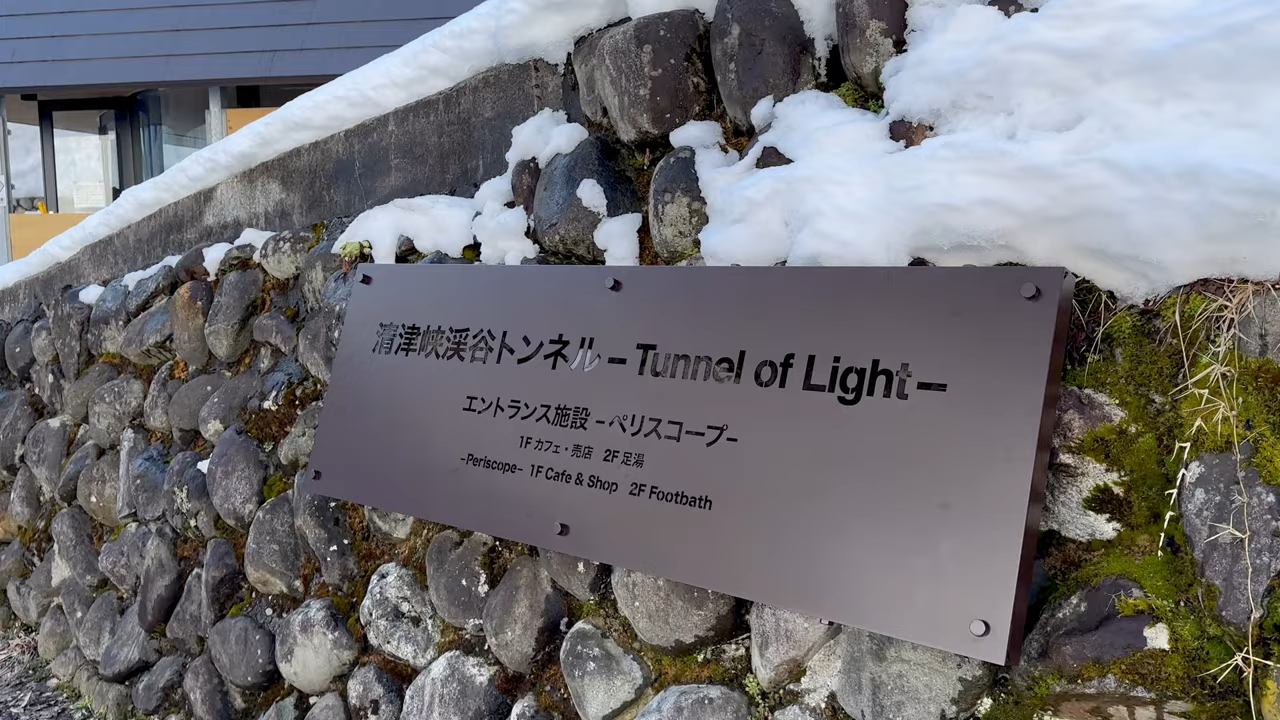 清津峡渓谷トンネル – Tunnel of Light –
エントランス施設 –ペリスコープ–
1F カフェ・売店 2F 足湯
–Periscope– 1F Cafe & Shop 2F Footbath